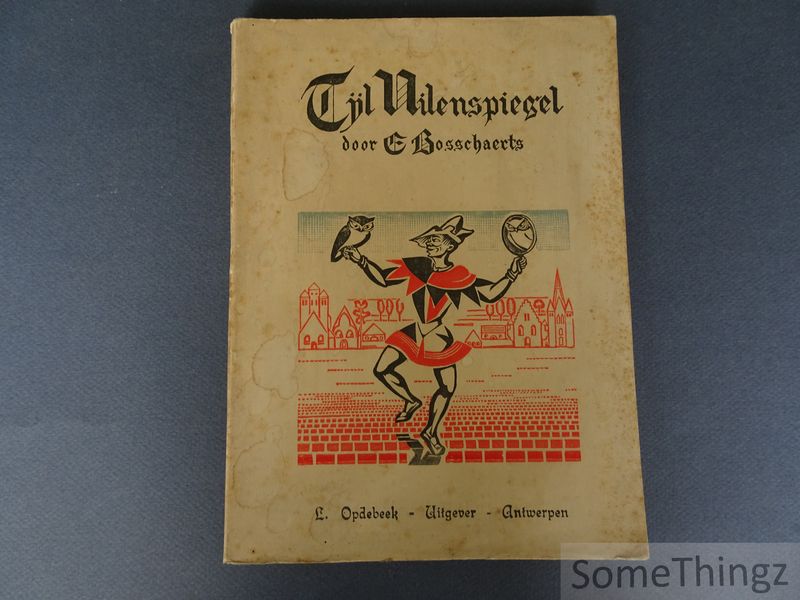 Tijl Uilenspiegel
door E Bosschaerts
L. Opdebeek - Uitgever - Antwerpen
SomeThingz